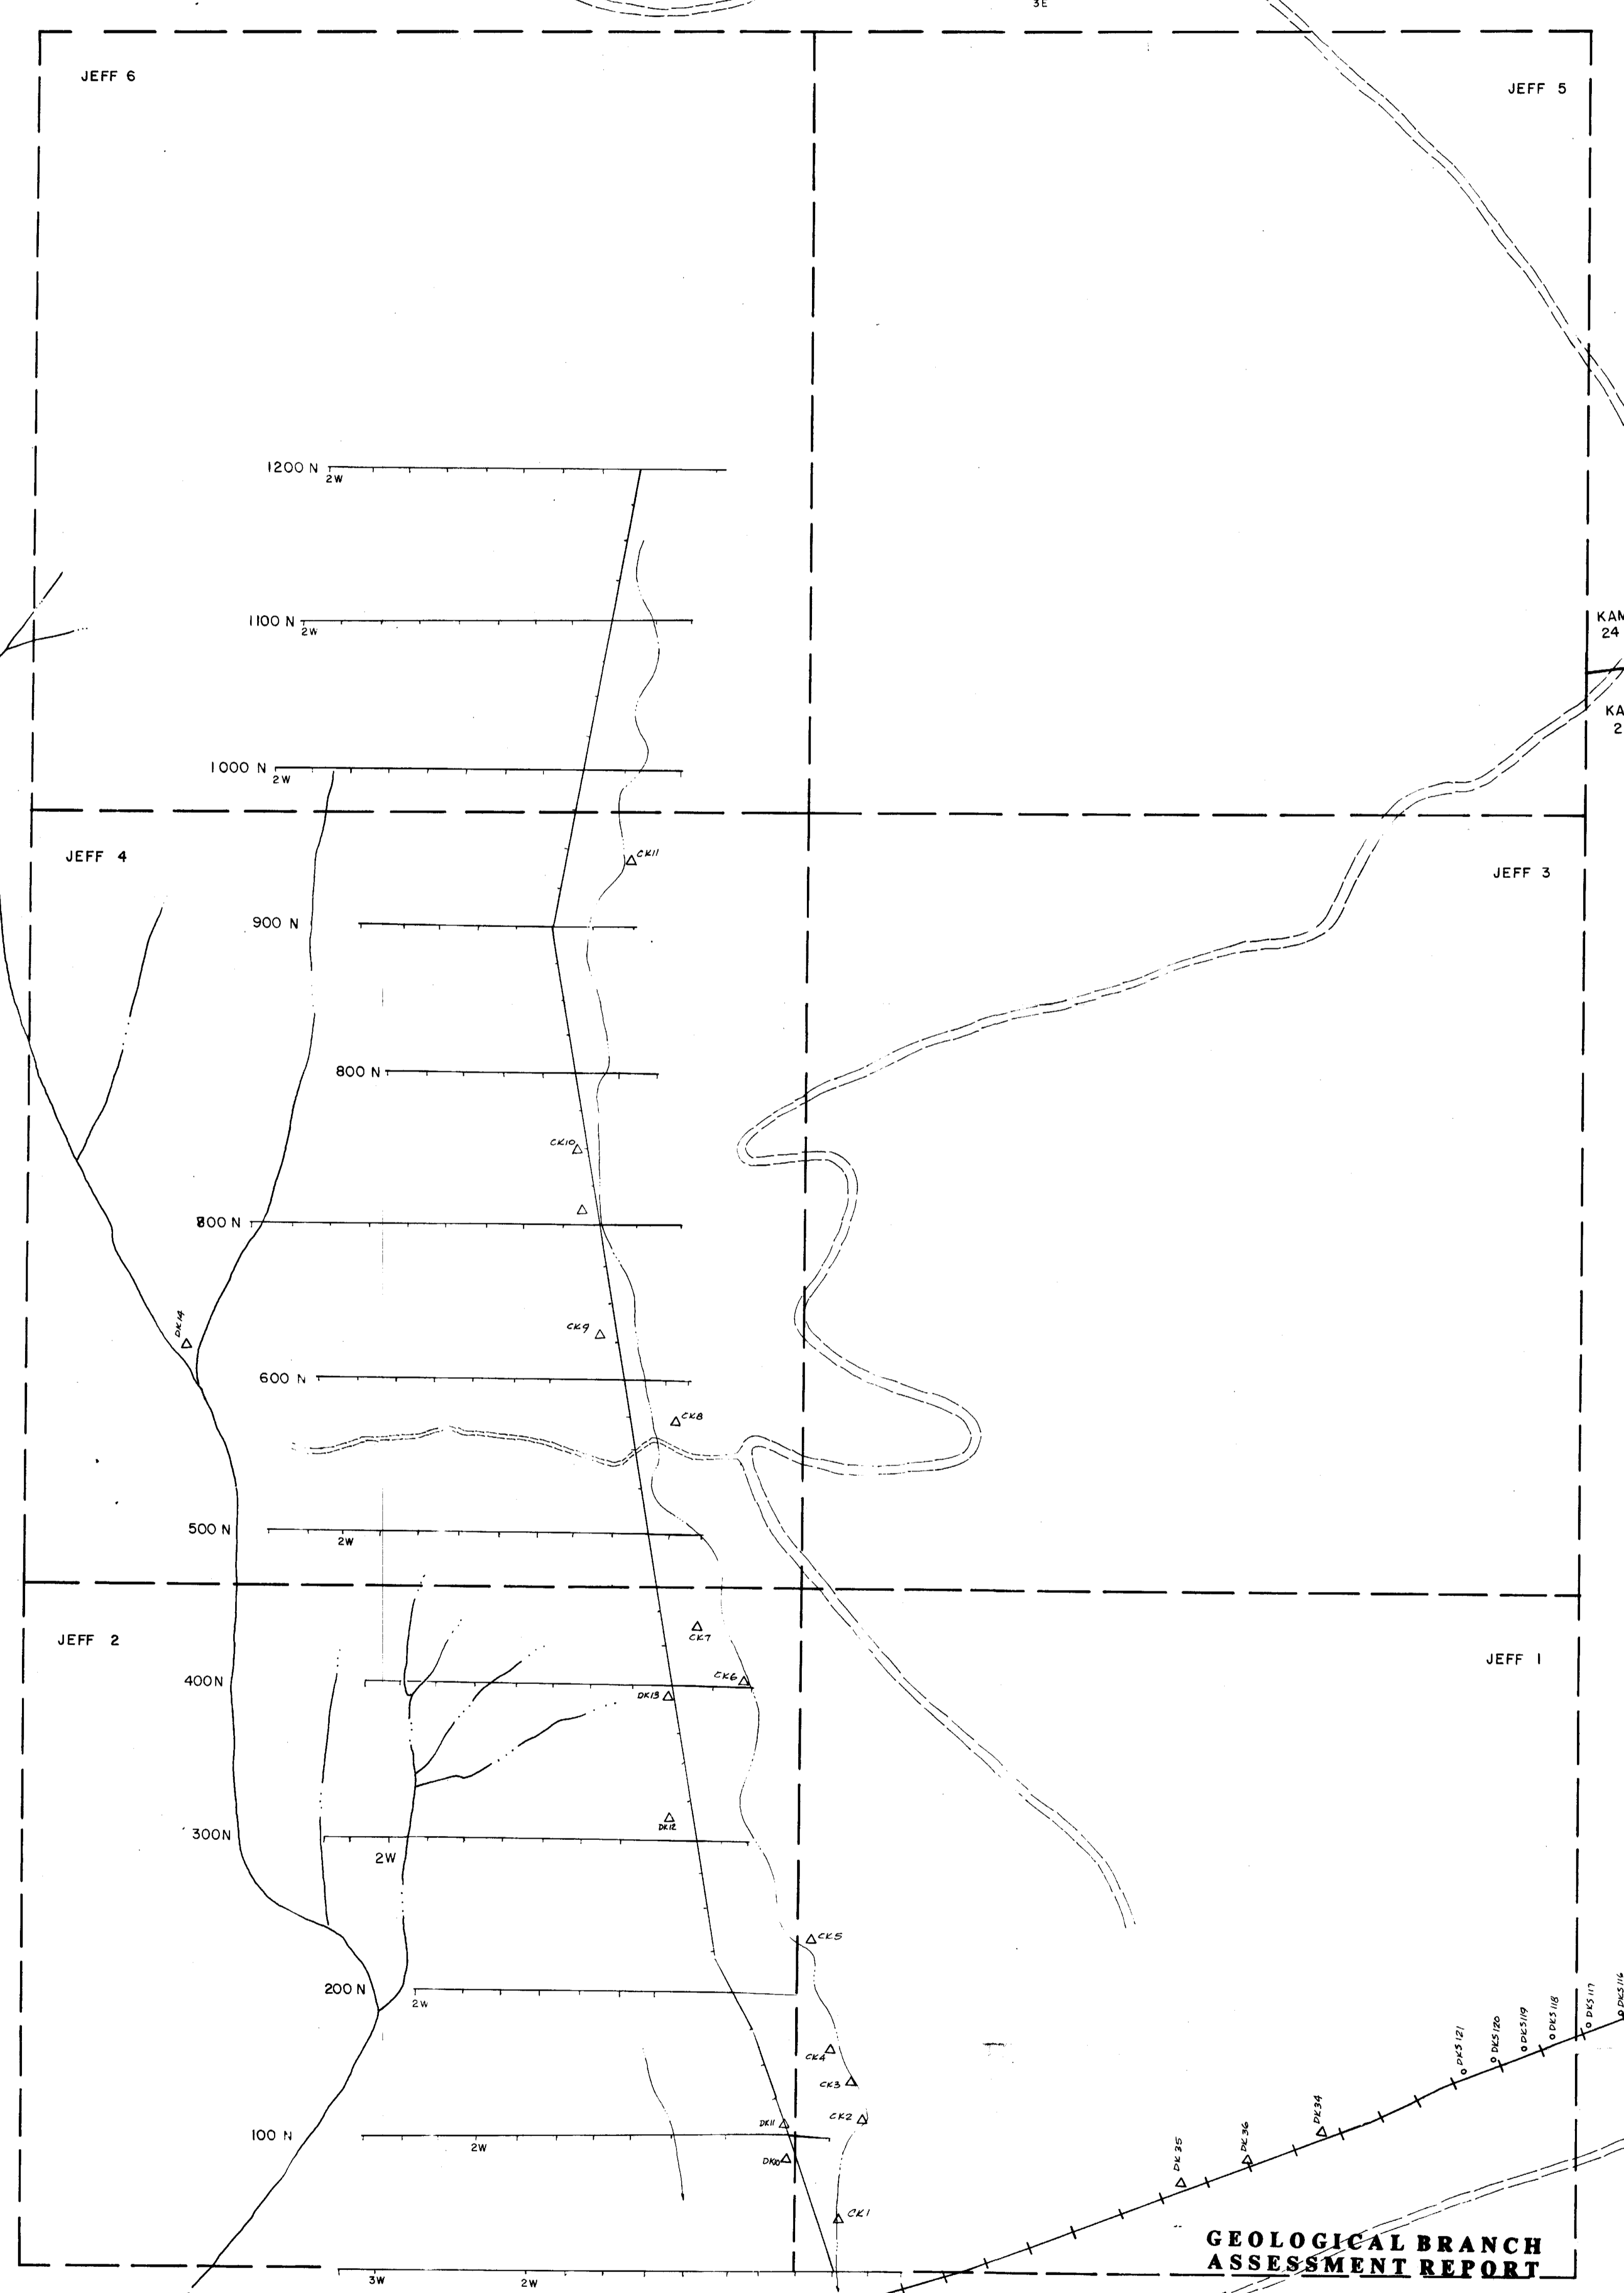 3E
JEFF 6
JEFF 5
1200 N
2W
1100 N
2W
KAM
24
KA
2
1000 N
2W
JEFF 4
CK11
JEFF 3
900 N
800 N
CK10
800 N
DK14
CK9
600 N
CK8
500 N
2W
JEFF 2
CK7
JEFF 1
CK6
400N
DK13
DK12
300N
2W
CK5
200 N
2W
DKS116
DKS117
DKS118
DKS119
DKS120
DKS121
CK4
CK3
CK2
DK11
DK34
100 N
2W
DK36
DK10
DK35
CK1
GEOLOGICAL BRANCH
ASSESSMENT REPORT
3W
2W